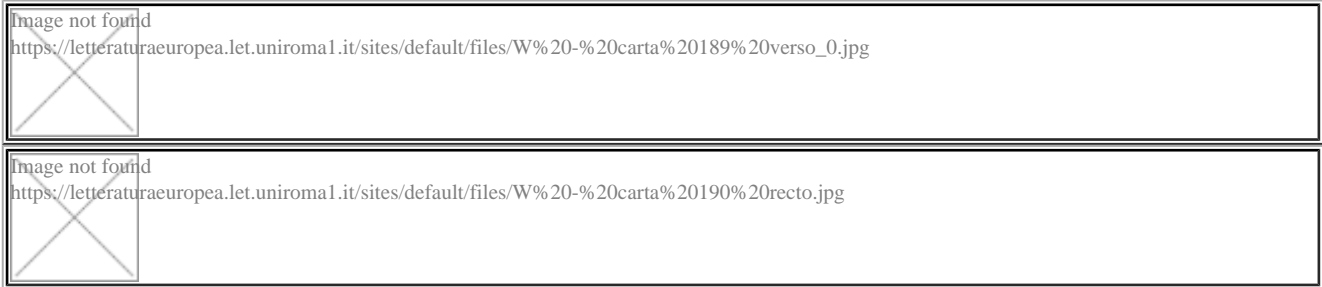 Image not found
https://letteraturaeuropea.let.uniroma1.it/sites/default/files/W%20-%20carta%20189%20verso_0.jpg
Image not found
https://letteraturaeuropea.let.uniroma1.it/sites/default/files/W%20-%20carta%20190%20recto.jpg